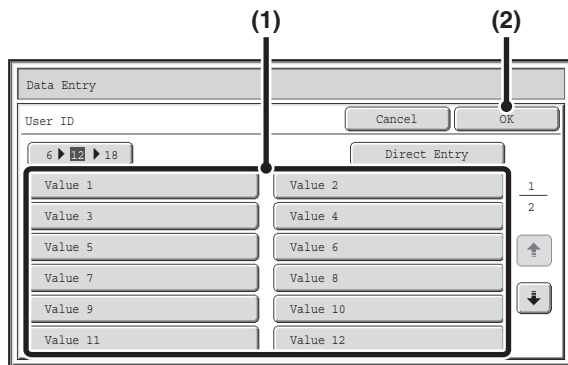 (1) (2)
Data Entry
User ID Cancel OK
6 12 18 Direct Entry
Value 1 Value 2 1
Value 3 Value 4 2
Value 5 Value 6
Value 7 Value 8
Value 9 Value 10
Value 11 Value 12